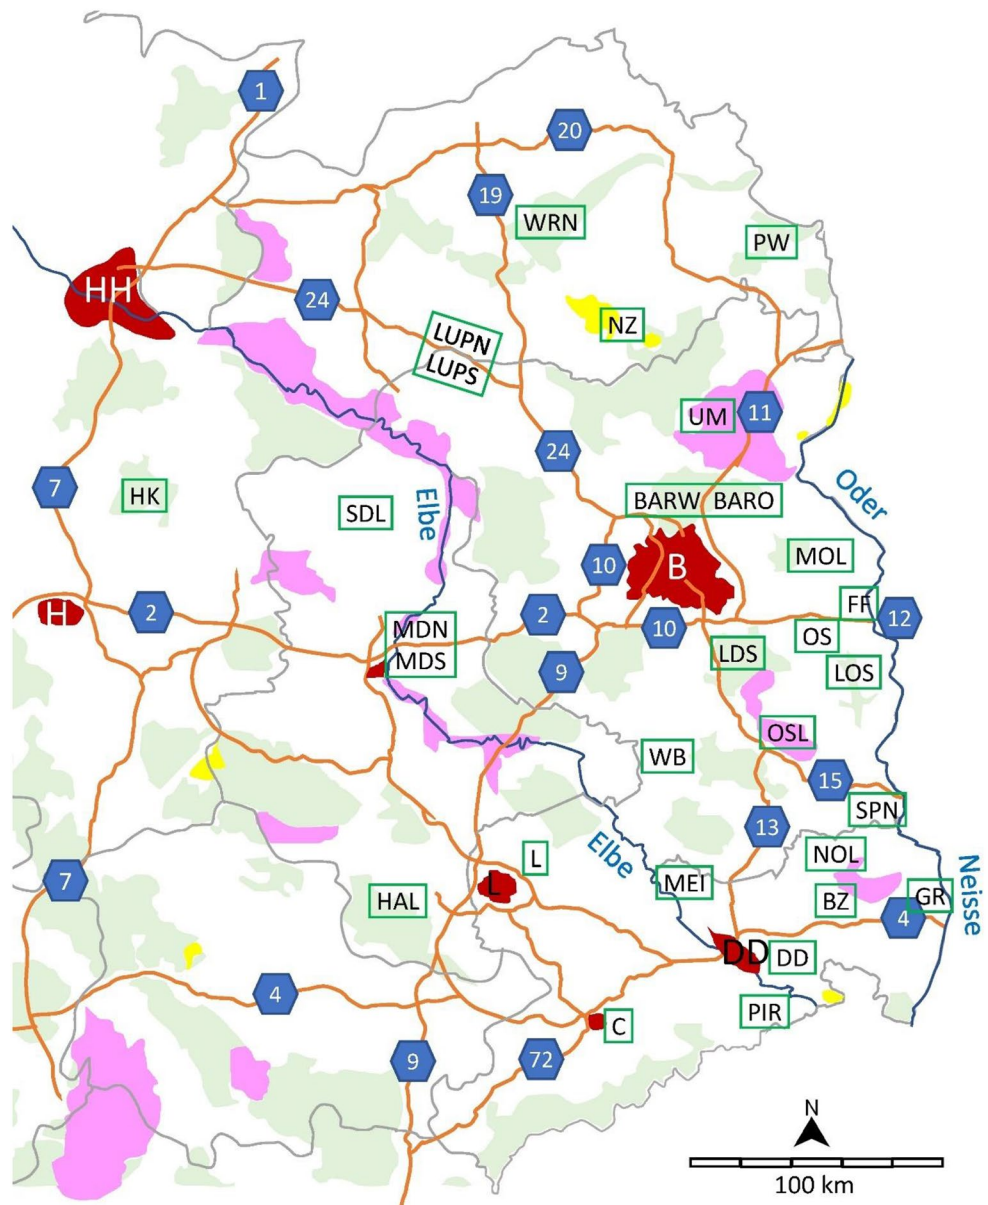 1
20
19
WRN
PW
HH
24
NZ
LUPN
LUPS
UM
11
24
7
HK
SDL
Elbe
BARW BARO
Oder
MOL
10
B
H
2
MDN
MDS
2
10
FF
12
OS
LDS
LOS
9
OSL
WB
15
SPN
13
Elbe
NOL
L
7
HAL
L
MEI
BZ
GR
Neisse
4
DD
DD
4
PIR
C
9
72
N
100 km